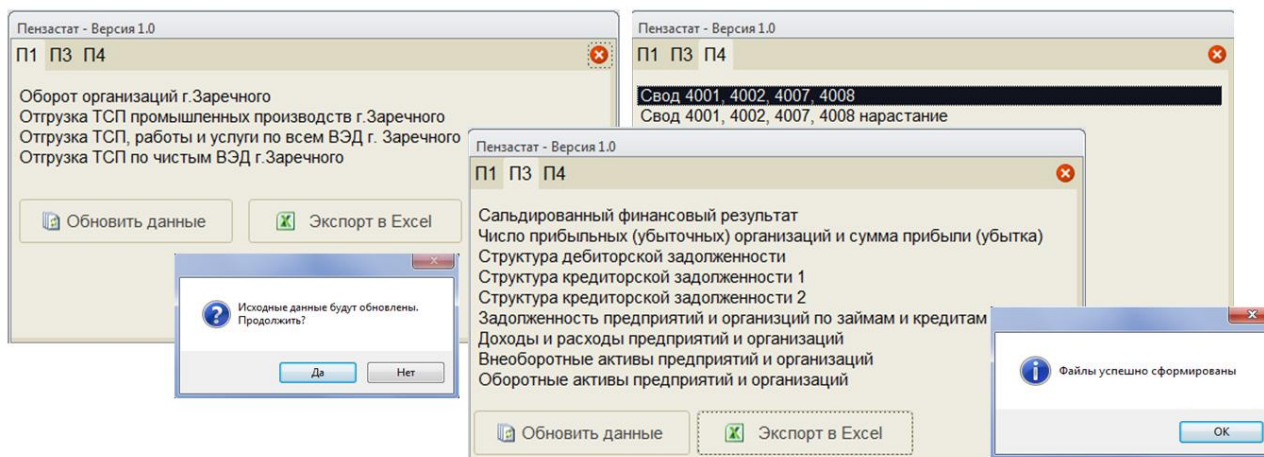 Пензастат - Версия 1.0
П1 П3 П4
Оборот организаций г.Заречного
Отгрузка ТСП промышленных производств г.Заречного
Отгрузка ТСП, работы и услуги по всем ВЭД г. Заречного
Отгрузка ТСП по чистым ВЭД г.Заречного
Обновить данные
Экспорт в Excel
Исходные данные будут обновлены.
Продолжить?
Да
Нет
Пензастат - Версия 1.0
П1 П3 П4
Свод 4001, 4002, 4007, 4008
Свод 4001, 4002, 4007, 4008 нарастание
Пензастат - Версия 1.0
П1 П3 П4
Сальдированный финансовый результат
Число прибыльных (убыточных) организаций и сумма прибыли (убытка)
Структура дебиторской задолженности
Структура кредиторской задолженности 1
Структура кредиторской задолженности 2
Задолженность предприятий и организций по займам и кредитам
Доходы и расходы предприятий и организаций
Внеоборотные активы предприятий и организаций
Оборотные активы предприятий и организаций
Обновить данные
Экспорт в Excel
Файлы успешно сформированы
OK